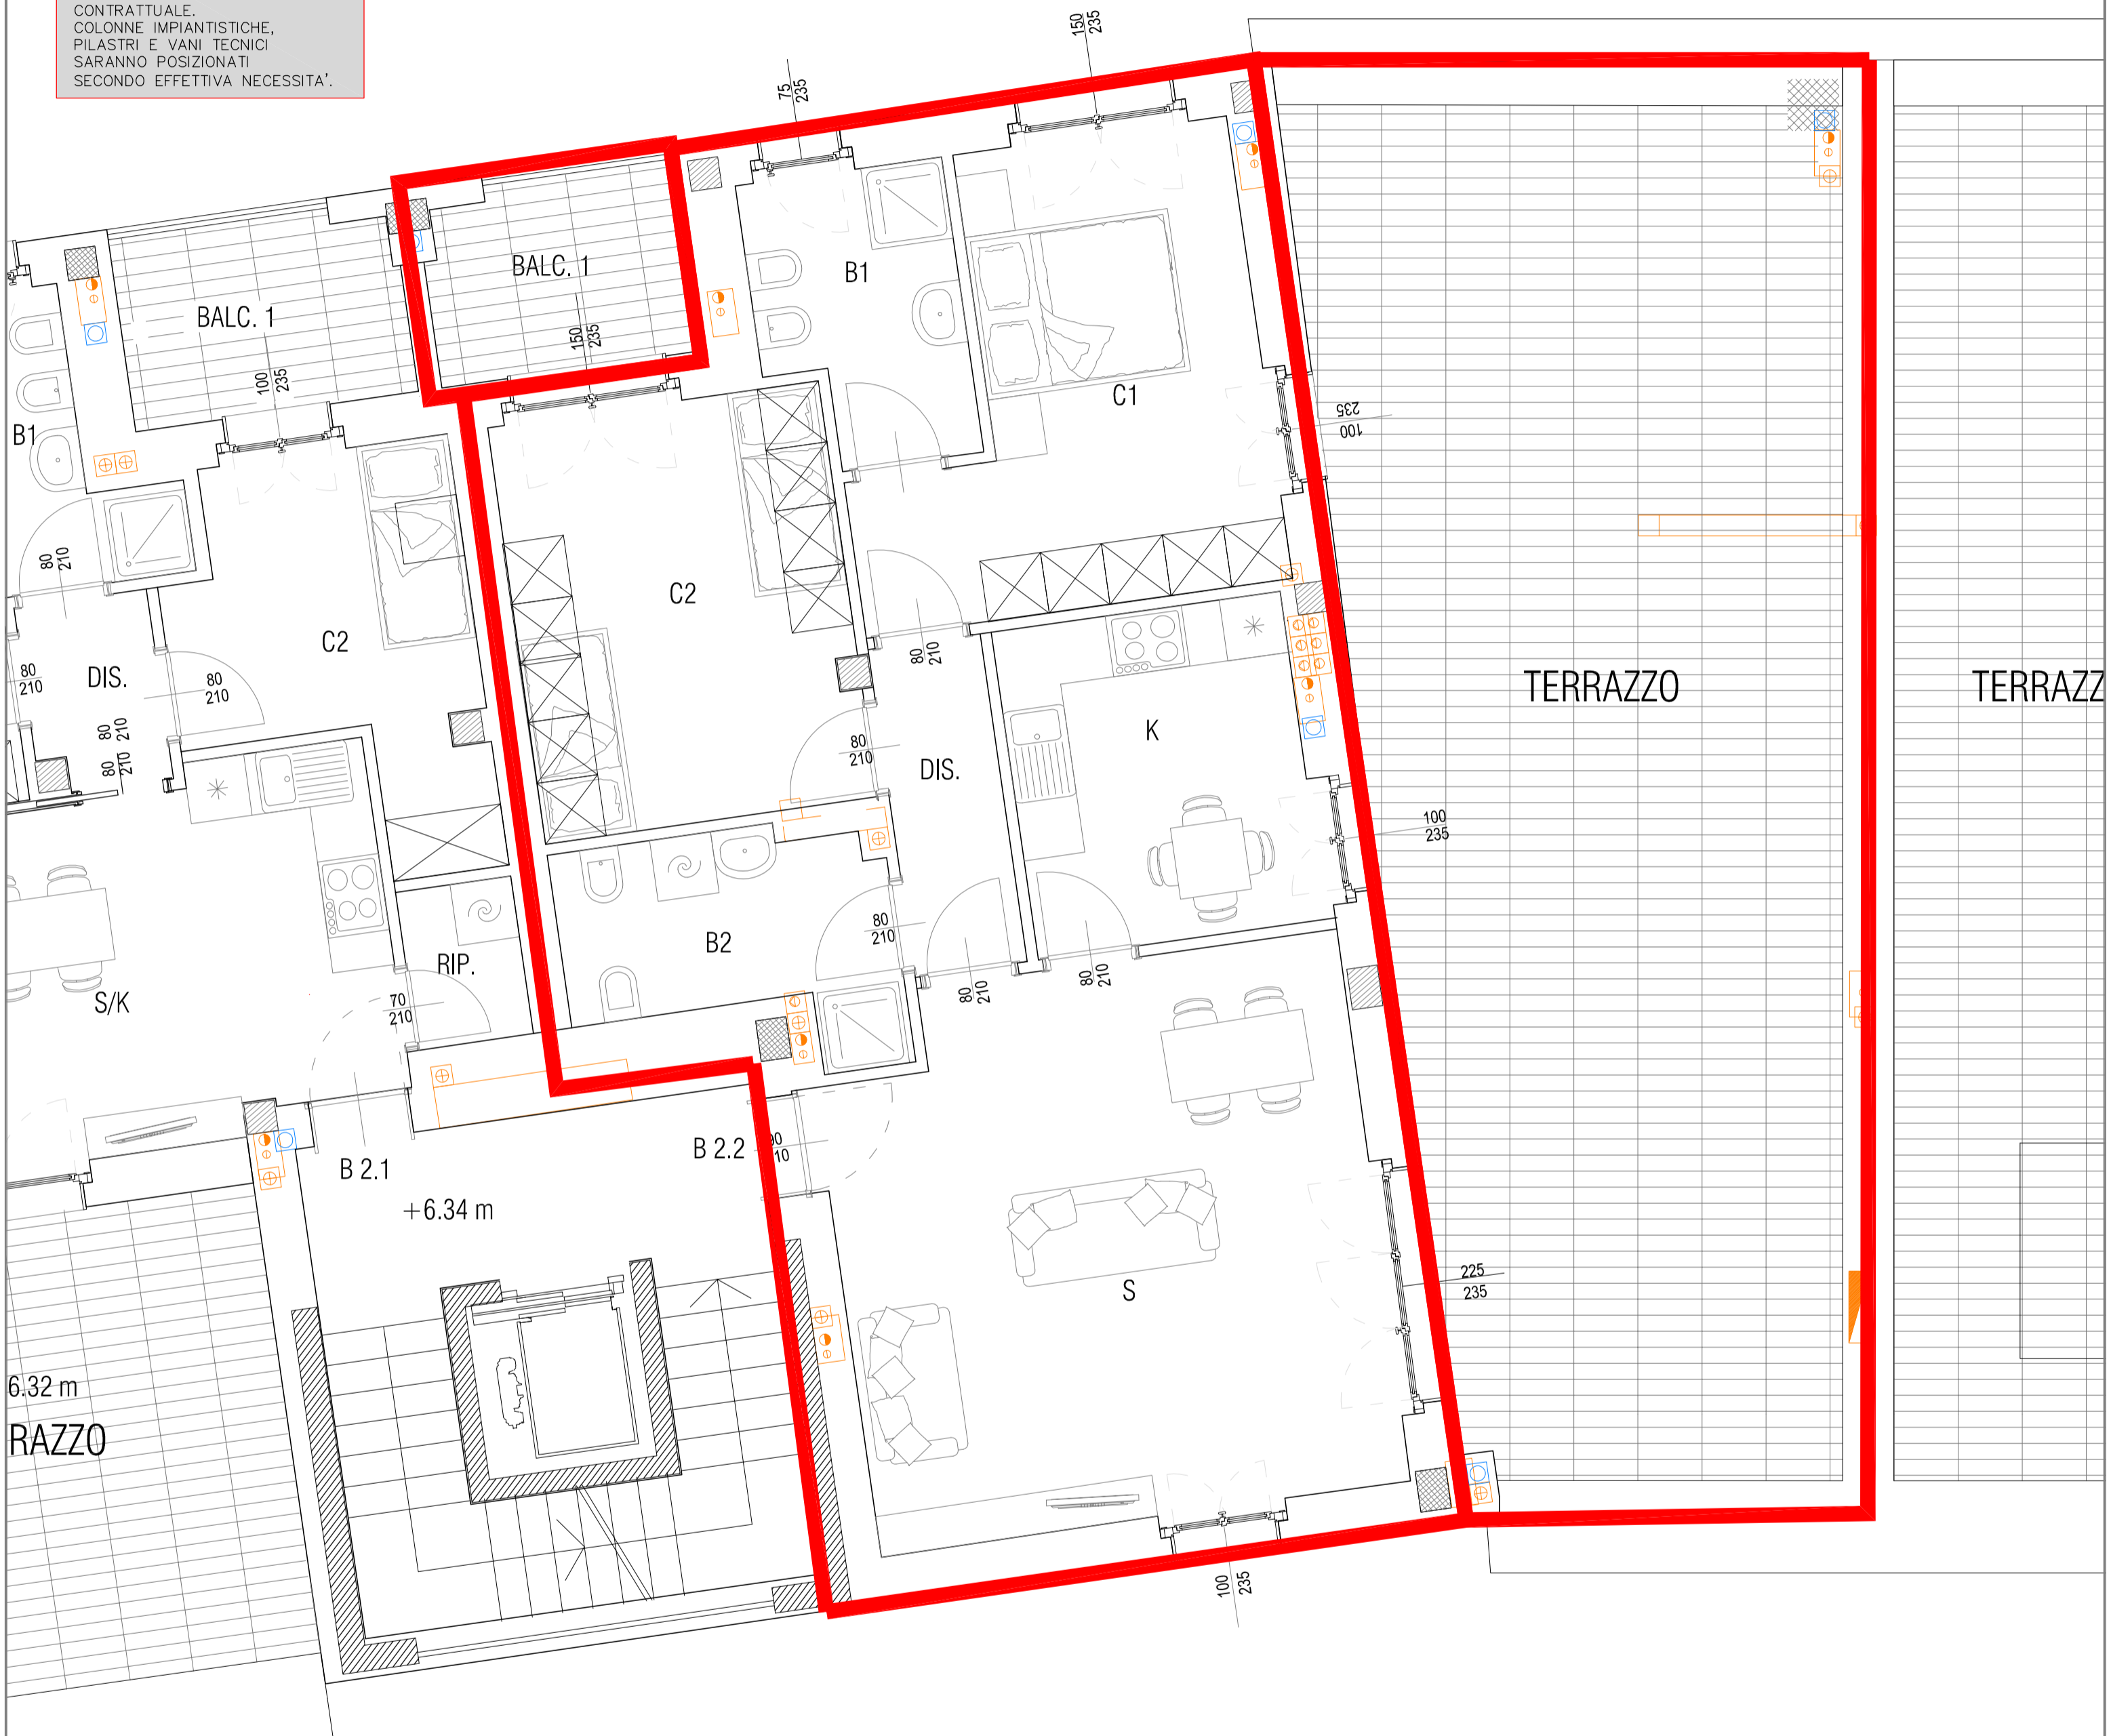 CONTRATTUALE.
COLONNE IMPIANTISTICHE,
PILASTRI E VANI TECNICI
SARANNO POSIZIONATI
SECONDO EFFETTIVA NECESSITA'.
150
235
75
235
BALC. 1
150
235
BALC. 1
100
235
B1
B1
C1
235
100
80
210
C2
C2
80
210
DIS.
80
210
80
210
80
210
80
210
80
210
DIS.
K
TERRAZZO
TERRAZZ
100
235
S/K
RIP.
70
210
B2
80
210
80
210
80
210
B 2.1
B 2.2
+6.34 m
S
225
235
6.32 m
RAZZO
100
235